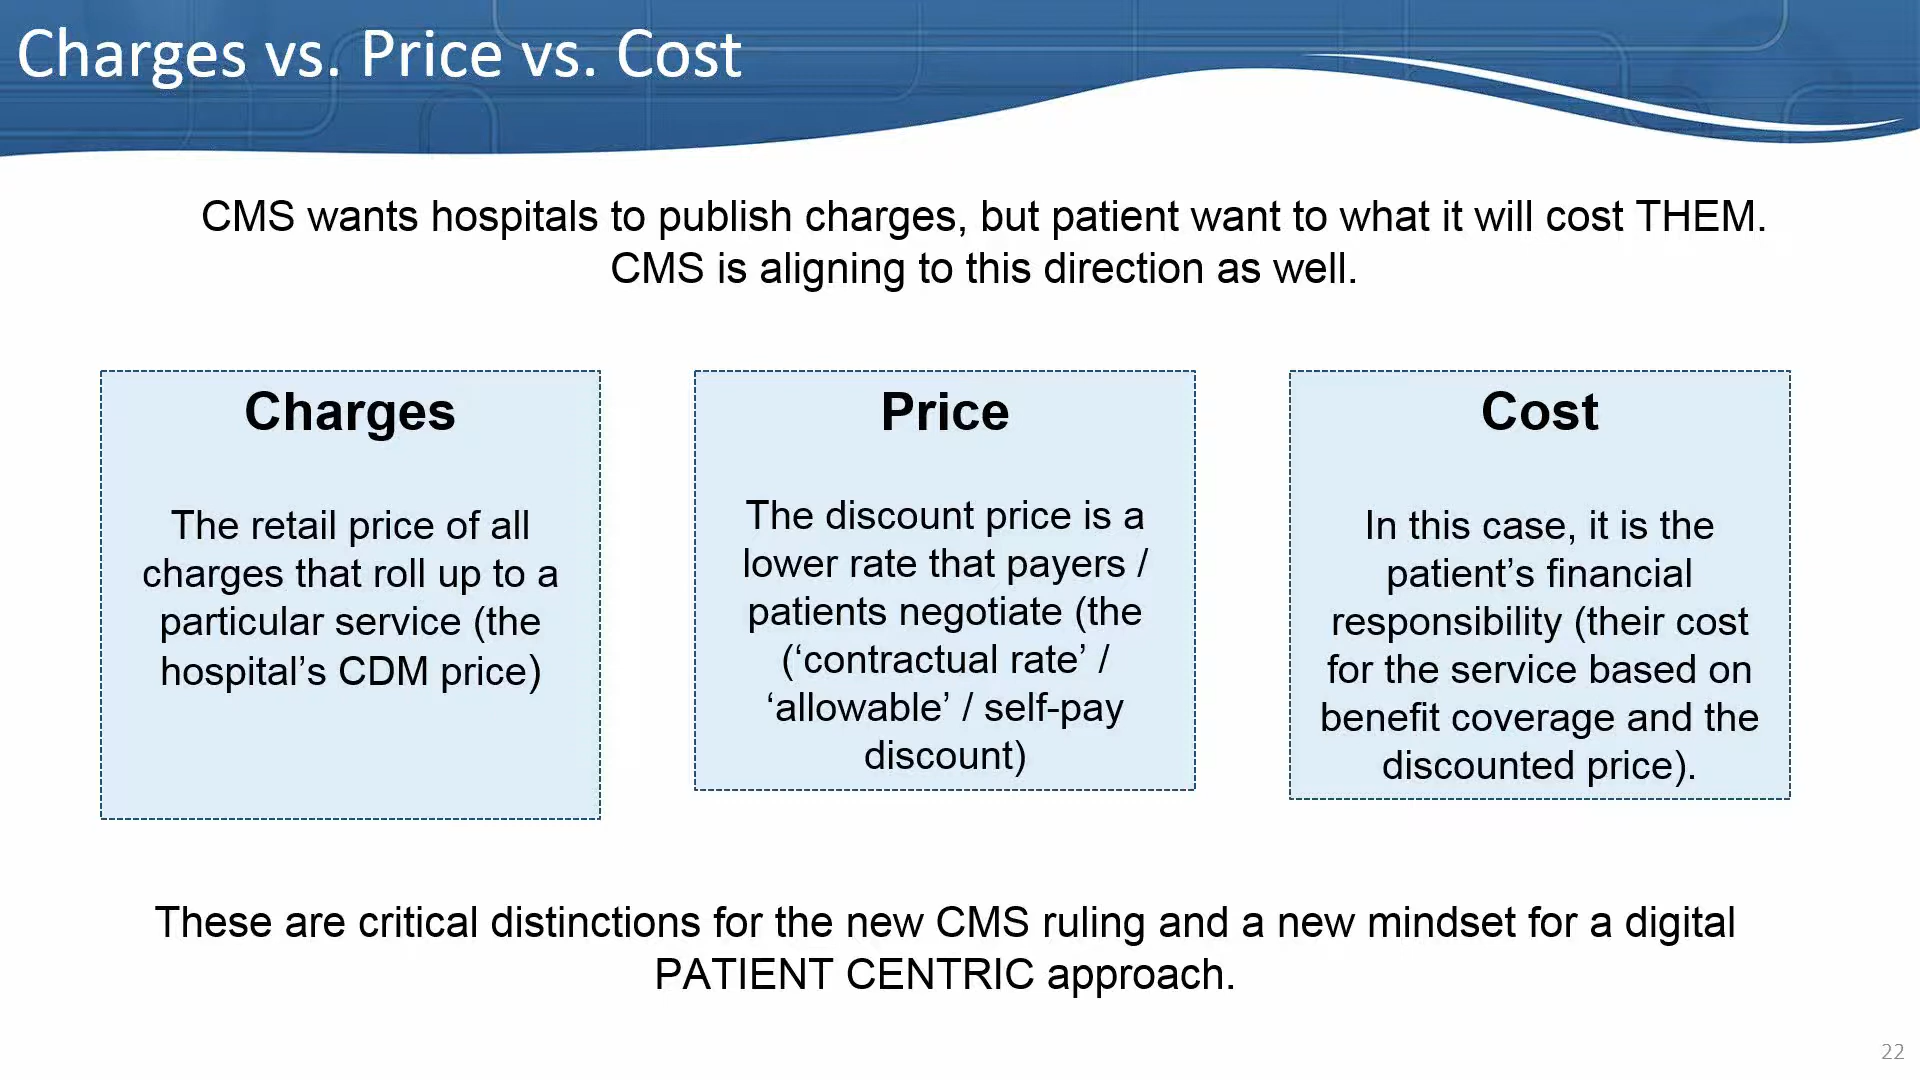 Charges vs. Price vs. Cost
CMS wants hospitals to publish charges, but patient want to what it will cost THEM.
CMS is aligning to this direction as well.
Charges
The retail price of all
charges that roll up to a
particular service (the
hospital’s CDM price)
Price
The discount price is a
lower rate that payers /
patients negotiate (the
(‘contractual rate’ /
‘allowable’ / self-pay
discount)
Cost
In this case, it is the
patient’s financial
responsibility (their cost
for the service based on
benefit coverage and the
discounted price).
These are critical distinctions for the new CMS ruling and a new mindset for a digital
PATIENT CENTRIC approach.
22